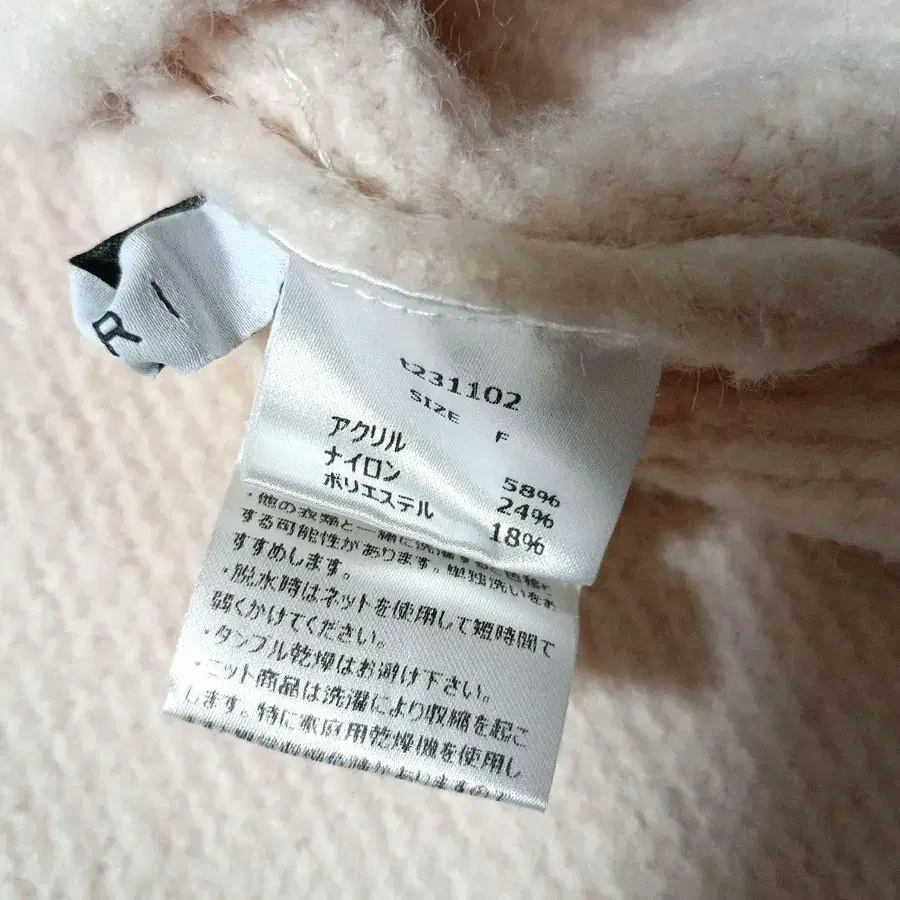 R I
t231102
SIZE F
アクリル 58%
ナイロン 24%
ポリエステル 18%
・他の衣類と一緒に洗濯する
する可能性があります。単独洗いをお
すすめします。
・脱水時はネットを使用して短時間で
弱くかけてください。
・タンブル乾燥はお避け下さい。
・ニット商品は洗濯により収縮を起こ
します。特に家庭用乾燥機を使用し